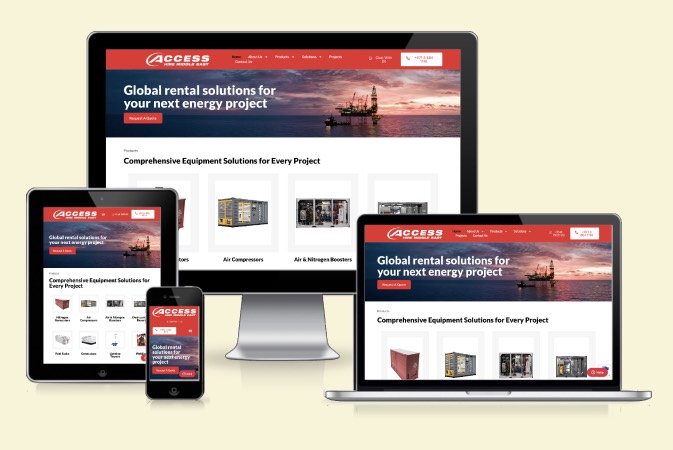 ACCESS
HIRE MIDDLE EAST
Home About Us Products Solutions Projects
Contact Us
Global rental solutions for
your next energy project
Request A Quote
Products
Comprehensive Equipment Solutions for Every Project
Air Compressors
Air & Nitrogen Boosters
ACCESS
Global rental solutions for
your next energy project
Request A Quote
Products
Comprehensive Equipment Solutions for
Every Project
Nitrogen
Generators
Air
Compressors
Air & Nitrogen
Boosters
Fuel Tanks
Generators
Lighting
Towers
ACCESS
HIRE MIDDLE EAST
Global rental
solutions for
your next energy
project
Request A Quote
ACCESS
HIRE MIDDLE EAST
Home About Us Products Solutions
Projects Contact Us
Global rental solutions for
your next energy project
Request A Quote
Products
Comprehensive Equipment Solutions for Every Project